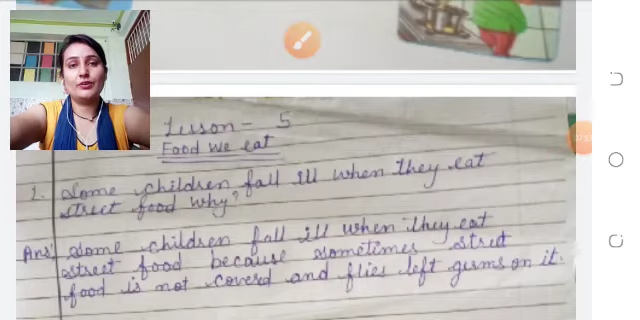 Lesson - 5
Food we eat
1. Some children fall ill when they eat
street food why?
Ans: Some children fall ill when they eat
street food because sometimes stret
food is not covered and flies left germs on it.